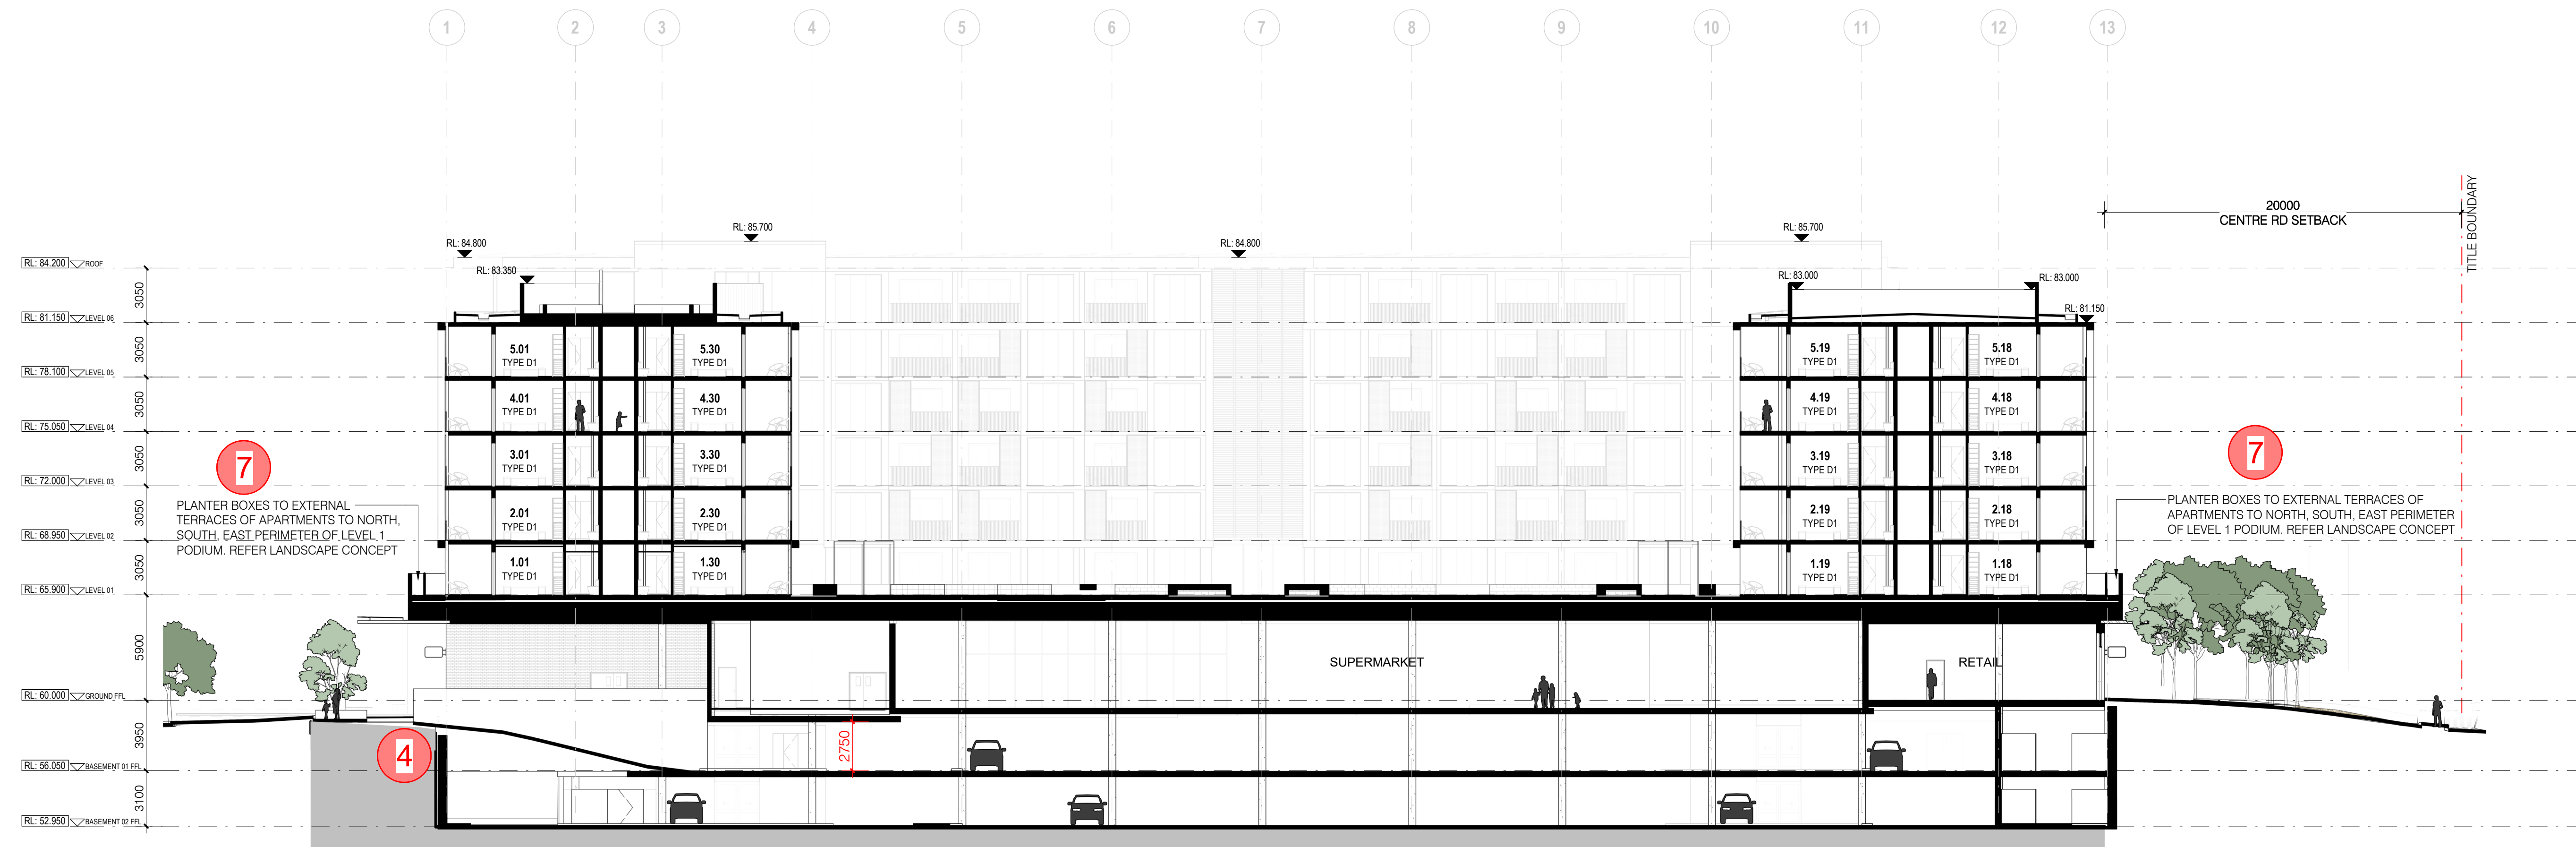 1 2 3 4 5 6 7 8 9 10 11 12 13
TITLE BOUNDARY
20000
CENTRE RD SETBACK
RL: 84.800
RL: 85.700
RL: 84.800
RL: 85.700
RL: 83.350
RL: 83.000
RL: 83.000
RL: 81.150
RL: 84.200 ROOF
3050
RL: 81.150 LEVEL 06
3050
RL: 78.100 LEVEL 05
3050
RL: 75.050 LEVEL 04
3050
RL: 72.000 LEVEL 03
3050
RL: 68.950 LEVEL 02
3050
RL: 65.900 LEVEL 01
5900
RL: 60.000 GROUND FFL
3950
RL: 56.050 BASEMENT 01 FFL
3100
RL: 52.950 BASEMENT 02 FFL
7
PLANTER BOXES TO EXTERNAL
TERRACES OF APARTMENTS TO NORTH,
SOUTH, EAST PERIMETER OF LEVEL 1
PODIUM. REFER LANDSCAPE CONCEPT
5.01
TYPE D1
5.30
TYPE D1
4.01
TYPE D1
4.30
TYPE D1
3.01
TYPE D1
3.30
TYPE D1
2.01
TYPE D1
2.30
TYPE D1
1.01
TYPE D1
1.30
TYPE D1
5.19
TYPE D1
5.18
TYPE D1
4.19
TYPE D1
4.18
TYPE D1
3.19
TYPE D1
3.18
TYPE D1
2.19
TYPE D1
2.18
TYPE D1
1.19
TYPE D1
1.18
TYPE D1
7
PLANTER BOXES TO EXTERNAL TERRACES OF
APARTMENTS TO NORTH, SOUTH, EAST PERIMETER
OF LEVEL 1 PODIUM. REFER LANDSCAPE CONCEPT
SUPERMARKET
RETAIL
4
2750